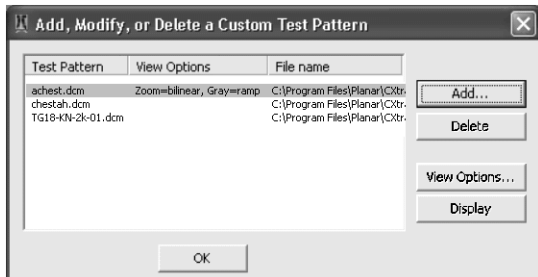 Add, Modify, or Delete a Custom Test Pattern
Test Pattern View Options File name
achest.dcm Zoom=bilinear, Gray=ramp C:\Program Files\Planar\CXtr
chestah.dcm C:\Program Files\Planar\CXtr
TG18-KN-2k-01.dcm C:\Program Files\Planar\CXtr
Add...
Delete
View Options...
Display
OK